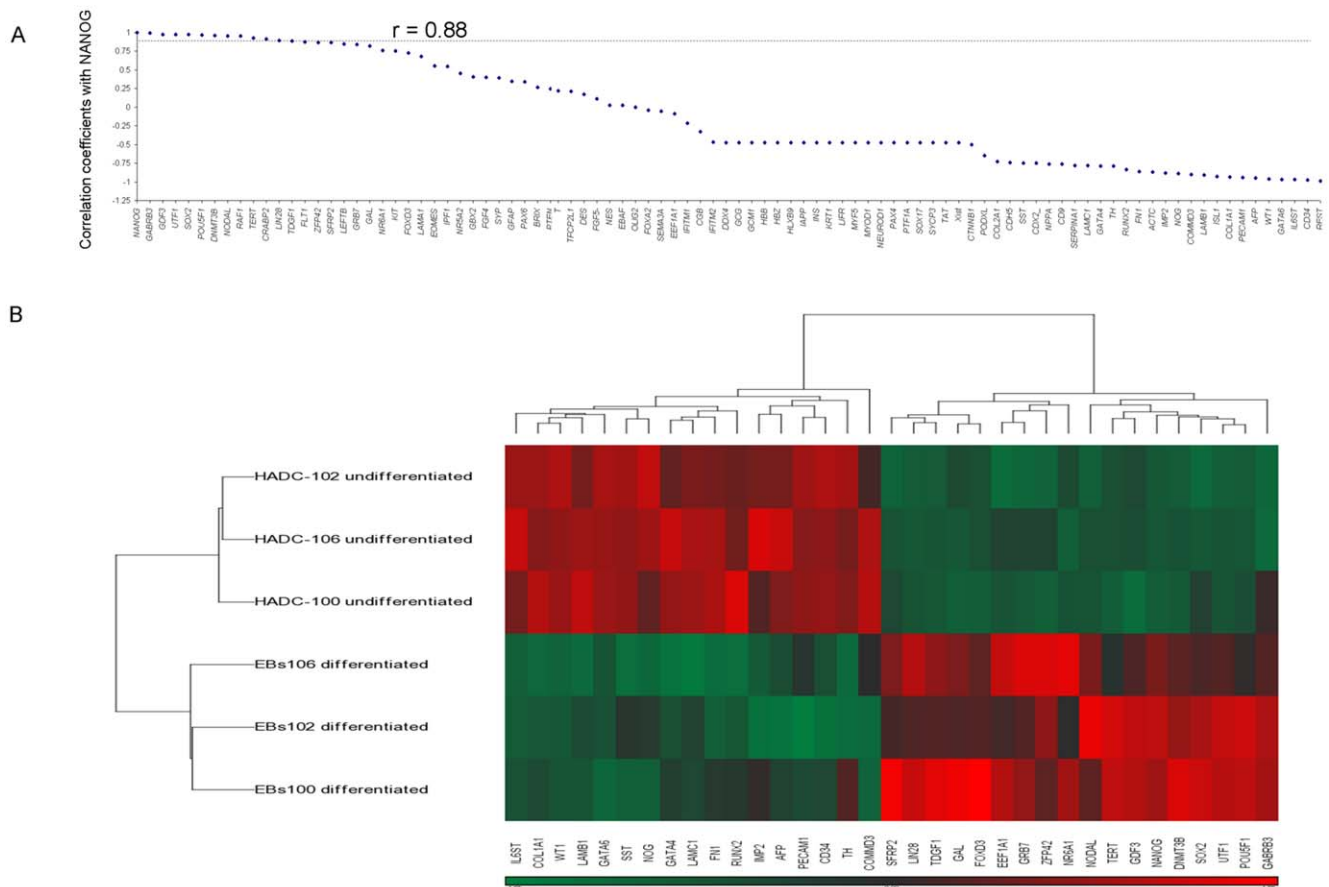 A
r = 0.88
Correlation coefficients with NANOG
1
0.75
0.5
0.25
0
-0.25
-0.5
-0.75
-1
-1.25
NANOG
GABRB3
GDF3
UTF1
SOX2
POU5F1
DNMT3B
NODAL
RAF1
TERT
CRABP2
LIN28
TDGF1
FLT1
ZFP42
SFRP2
LEFTB
GRB7
GAL
NR6A1
KIT
FOXD3
LAMA1
EOMES
IPF1
NR5A2
GBX2
FGF4
SYP
GFAP
PAX6
BRIX
PTEN
T
TFCP2L1
DES
FGF5-
NES
EBAF
OLIG2
FOXA2
SEMA3A
EEF1A1
IFITM1
CGB
IFITM2
DDX4
GCG
GCM1
HBB
HBZ
HLXB9
IAPP
INS
KRT1
LIFR
MYF5
MYOD1
NEUROD1
PAX4
PTF1A
SOX17
SYCP3
TAT
Xist
CTNNB1
PODXL
COL2A1
CDH5
SST
CDX2_
NPPA
CD9
SERPINA1
LAMC1
GATA4
TH
RUNX2
FN1
ACTC
IMP2
NOG
COMMD3
LAMB1
ISL1
COL1A1
PECAM1
AFP
WT1
GATA6
IL6ST
CD34
B
HADC-102 undifferentiated
HADC-106 undifferentiated
HADC-100 undifferentiated
EBs106 differentiated
EBs102 differentiated
EBs100 differentiated
IL6ST
COL1A1
WT1
LAMB1
GATA6
SST
NOG
GATA4
LAMC1
FN1
RUNX2
IMP2
AFP
PECAM1
CD34
TH
COMMD3
SFRP2
LIN28
TDGF1
GAL
FOXD3
EEF1A1
GRB7
ZFP42
NR6A1
NODAL
TERT
GDF3
NANOG
DNMT3B
SOX2
UTF1
POU5F1
GABRB3